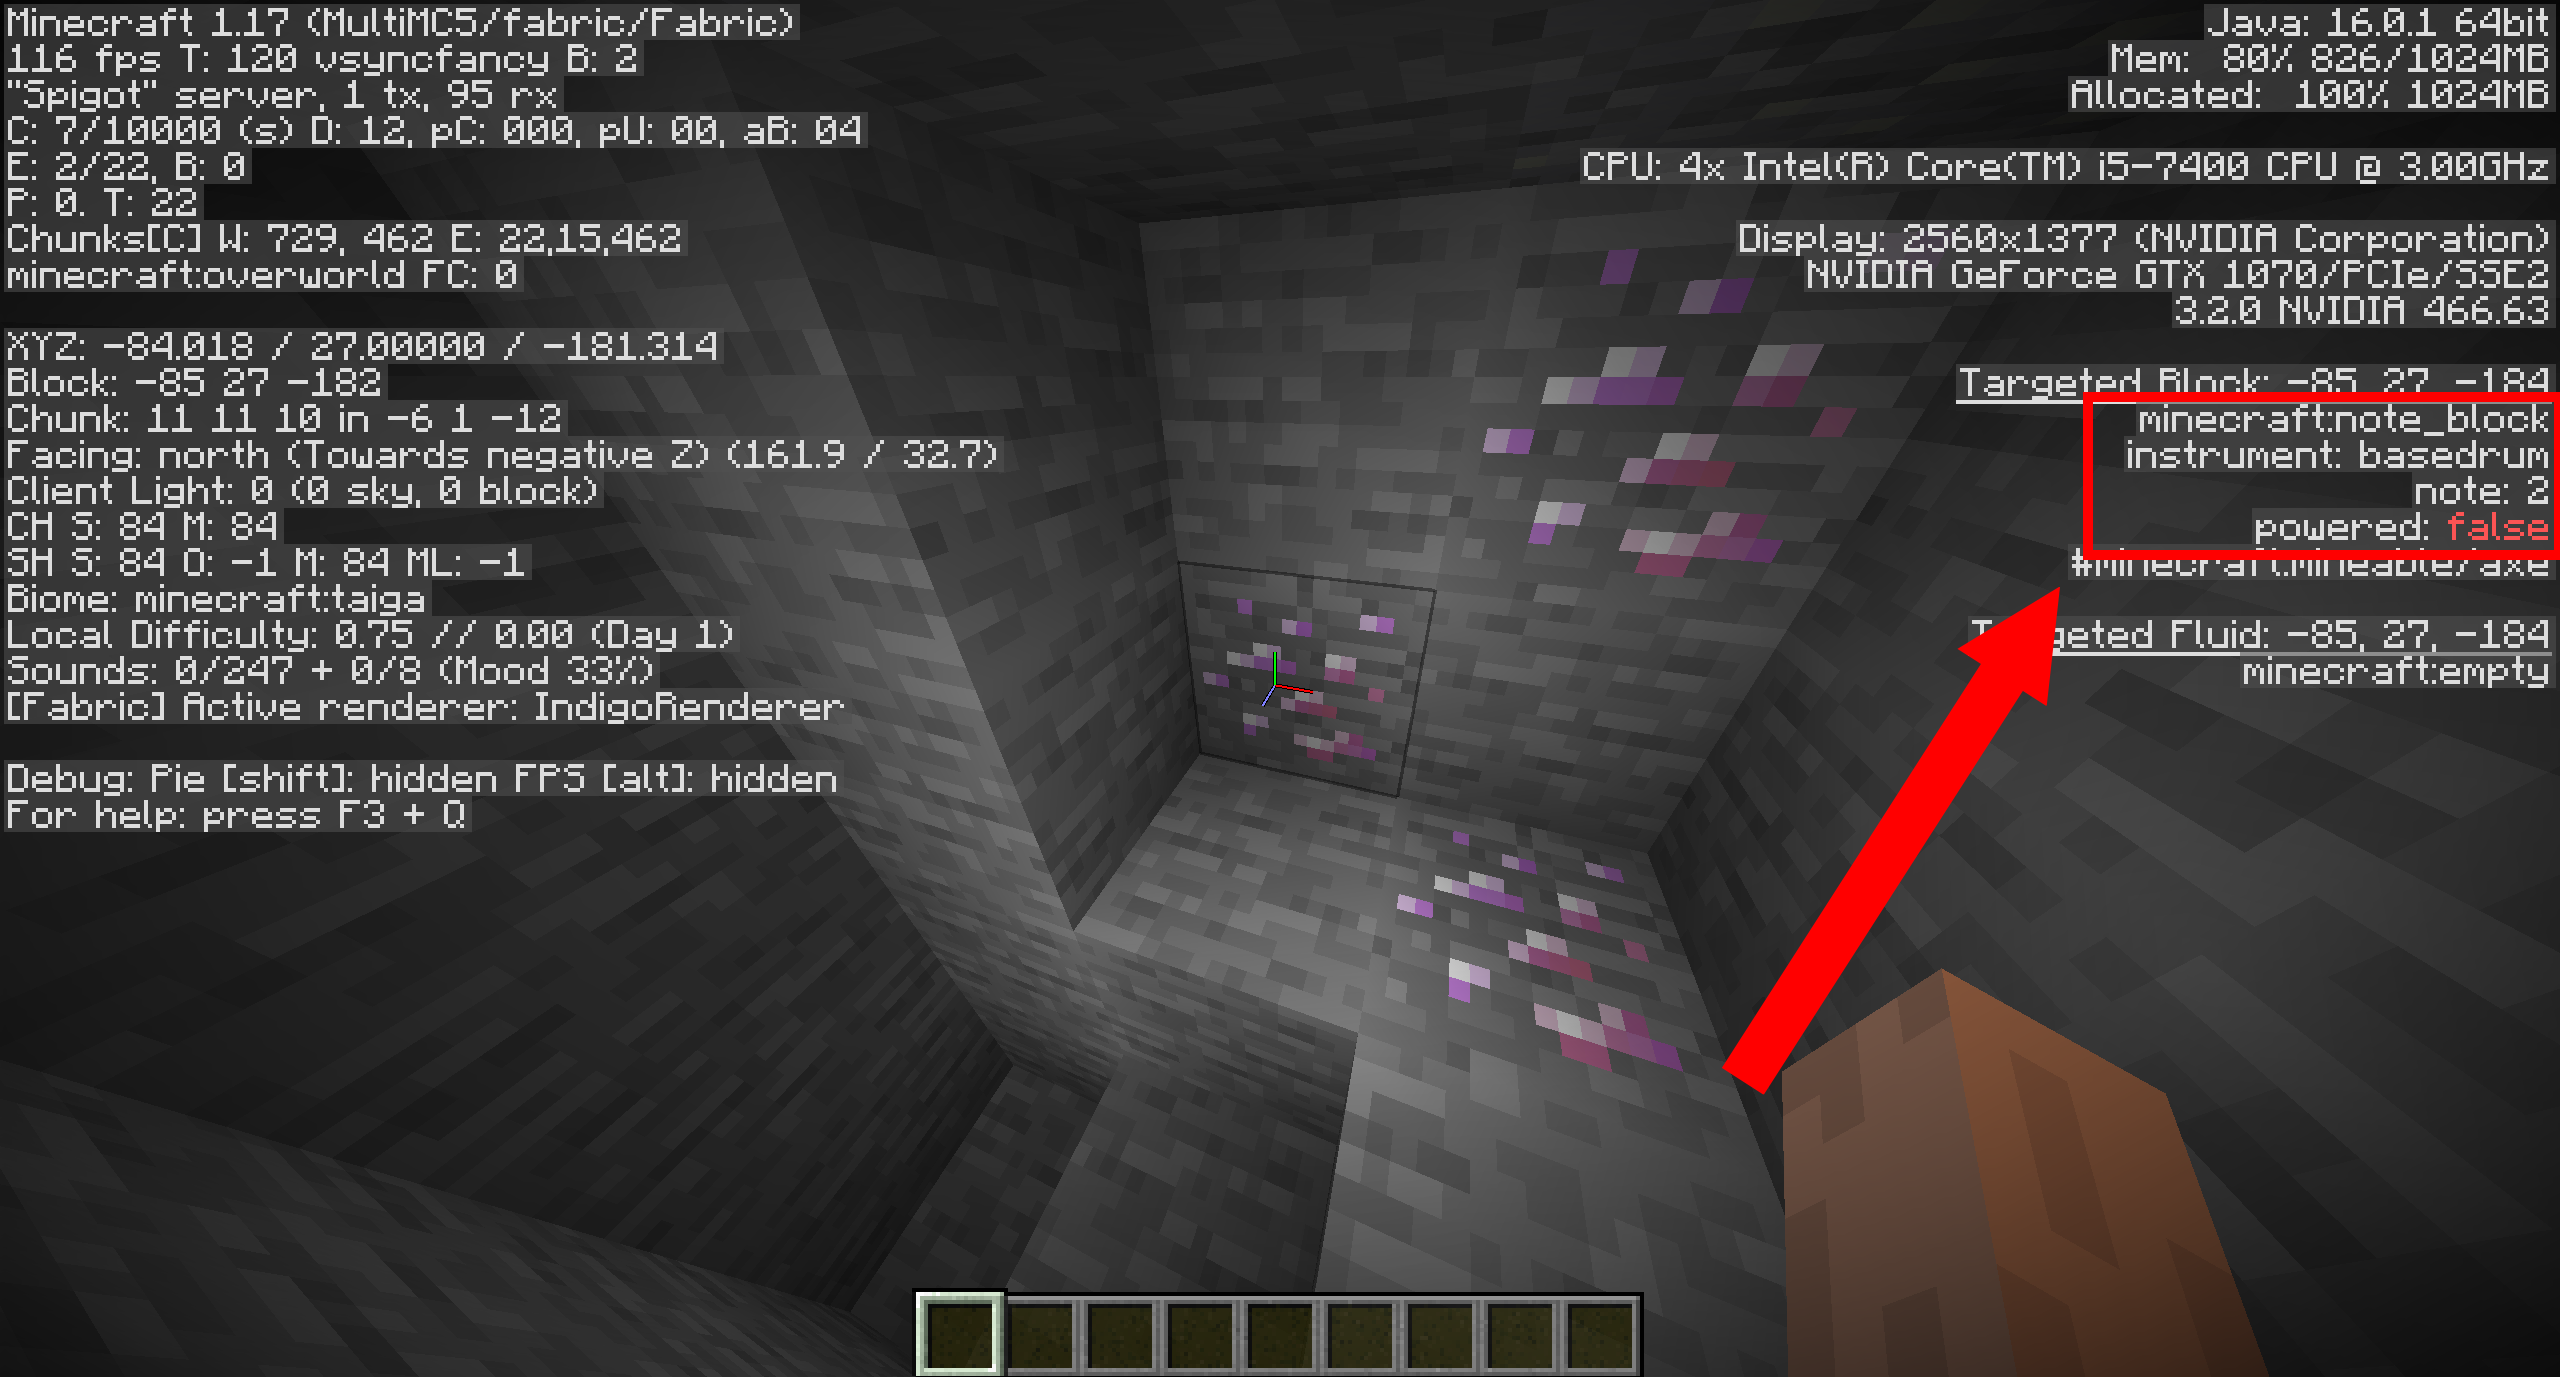 Minecraft 1.17 (MultiMC5/fabric/Fabric)
116 fps T: 120 vsyncfancy B: 2
"Spigot" server, 1 tx, 95 rx
C: 7/10000 (s) D: 12, pC: 000, pU: 00, aB: 04
E: 2/22, B: 0
P: 0. T: 22
Chunks[C] W: 729, 462 E: 22,15,462
minecraft:overworld FC: 0
XYZ: -84.018 / 27.00000 / -181.314
Block: -85 27 -182
Chunk: 11 11 10 in -6 1 -12
Facing: north (Towards negative Z) (161.9 / 32.7)
Client Light: 0 (0 sky, 0 block)
CH S: 84 M: 84
SH S: 84 O: -1 M: 84 ML: -1
Biome: minecraft:taiga
Local Difficulty: 0.75 // 0.00 (Day 1)
Sounds: 0/247 + 0/8 (Mood 33%)
[Fabric] Active renderer: IndigoRenderer
Debug: Pie [shift]: hidden FPS [alt]: hidden
For help: press F3 + Q
Java: 16.0.1 64bit
Mem: 80% 826/1024MB
Allocated: 100% 1024MB
CPU: 4x Intel(R) Core(TM) i5-7400 CPU @ 3.00GHz
Display: 2560x1377 (NVIDIA Corporation)
NVIDIA GeForce GTX 1070/PCIe/SSE2
3.2.0 NVIDIA 466.63
Targeted Block: -85, 27, -184
minecraft:note_block
instrument: basedrum
note: 2
powered: false
#minecraft:mineable/axe
Targeted Fluid: -85, 27, -184
minecraft:empty